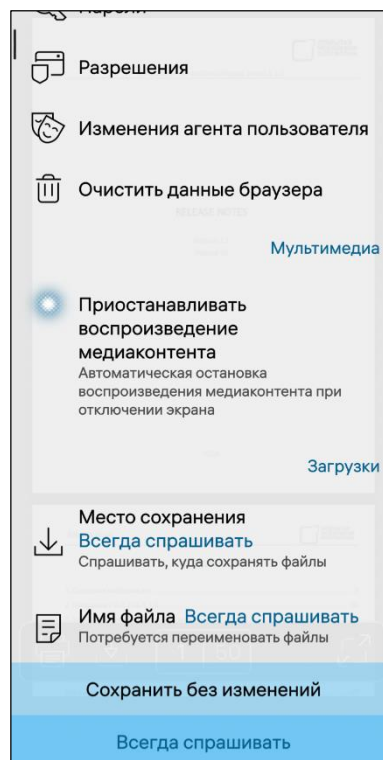 Пароли
Разрешения
Изменения агента пользователя
Очистить данные браузера
Мультимедиа
Приостанавливать
воспроизведение
медиаконтента
Автоматическая остановка
воспроизведения медиаконтента при
отключении экрана
Загрузки
Место сохранения
Всегда спрашивать
Спрашивать, куда сохранять файлы
Имя файла Всегда спрашивать
Потребуется переименовать файлы
Сохранить без изменений
Всегда спрашивать